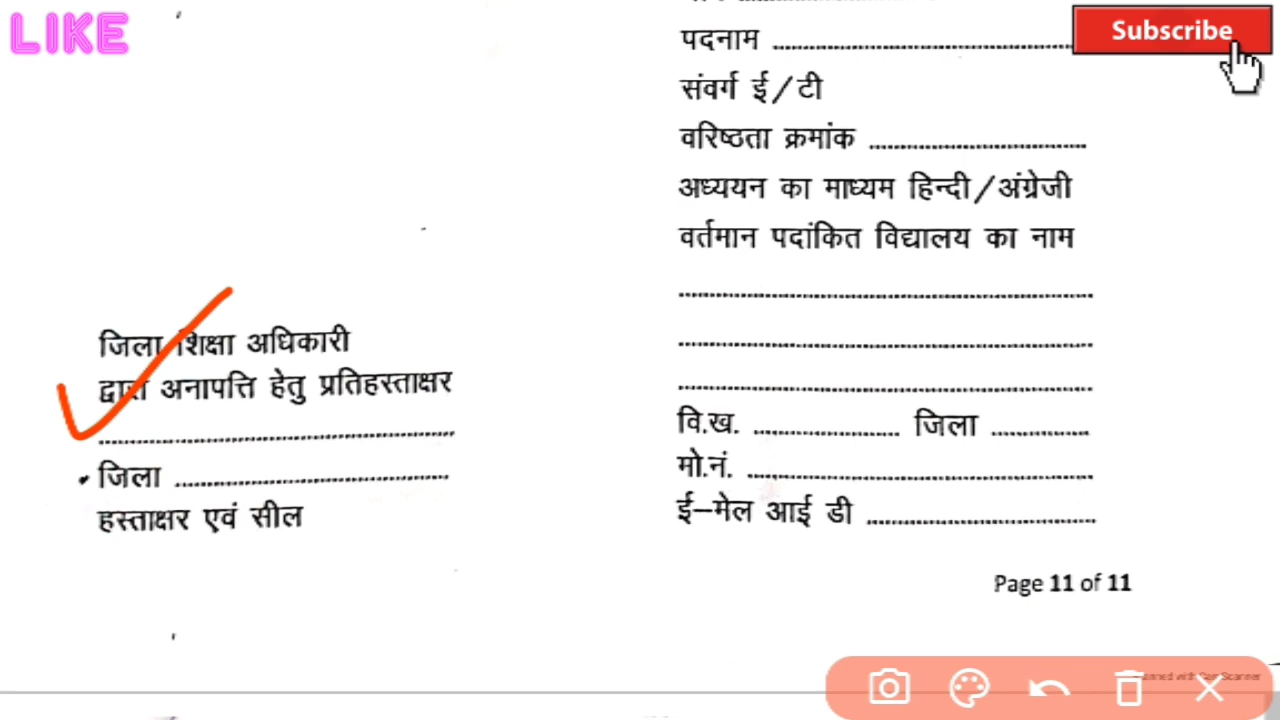 LIKE
Subscribe
पदनाम ........................................
संवर्ग ई/टी
वरिष्ठता क्रमांक ............................
अध्ययन का माध्यम हिन्दी/अंग्रेजी
वर्तमान पदांकित विद्यालय का नाम
........................................................
........................................................
........................................................
वि.ख. .................... जिला .............
मो.नं. ...............................................
ई–मेल आई डी ..............................
जिला शिक्षा अधिकारी
द्वारा अनापत्ति हेतु प्रतिहस्ताक्षर
................................................
जिला .....................................
हस्ताक्षर एवं सील
Page 11 of 11